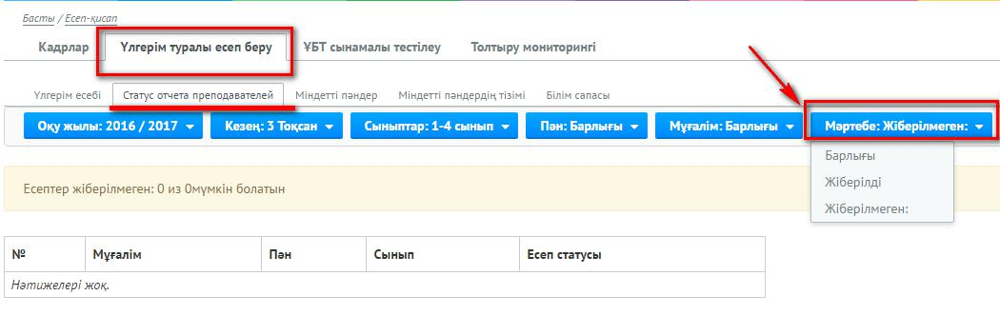 Басты / Есеп-қисап
Кадрлар Үлгерім туралы есеп беру ҰБТ сынамалы тестілеу Толтыру мониторингі
Үлгерім есебі Статус отчета преподавателей Міндетті пәндер Міндетті пәндердің тізімі Білім сапасы
Оқу жылы: 2016 / 2017 Кезең: 3 Тоқсан Сыныптар: 1-4 сынып Пән: Барлығы Мұғалім: Барлығы Мәртебе: Жіберілмеген:
Барлығы
Жіберілді
Жіберілмеген:
Есептер жіберілмеген: 0 из 0мүмкін болатын
№ Мұғалім Пән Сынып Есеп статусы
Нәтижелері жоқ.